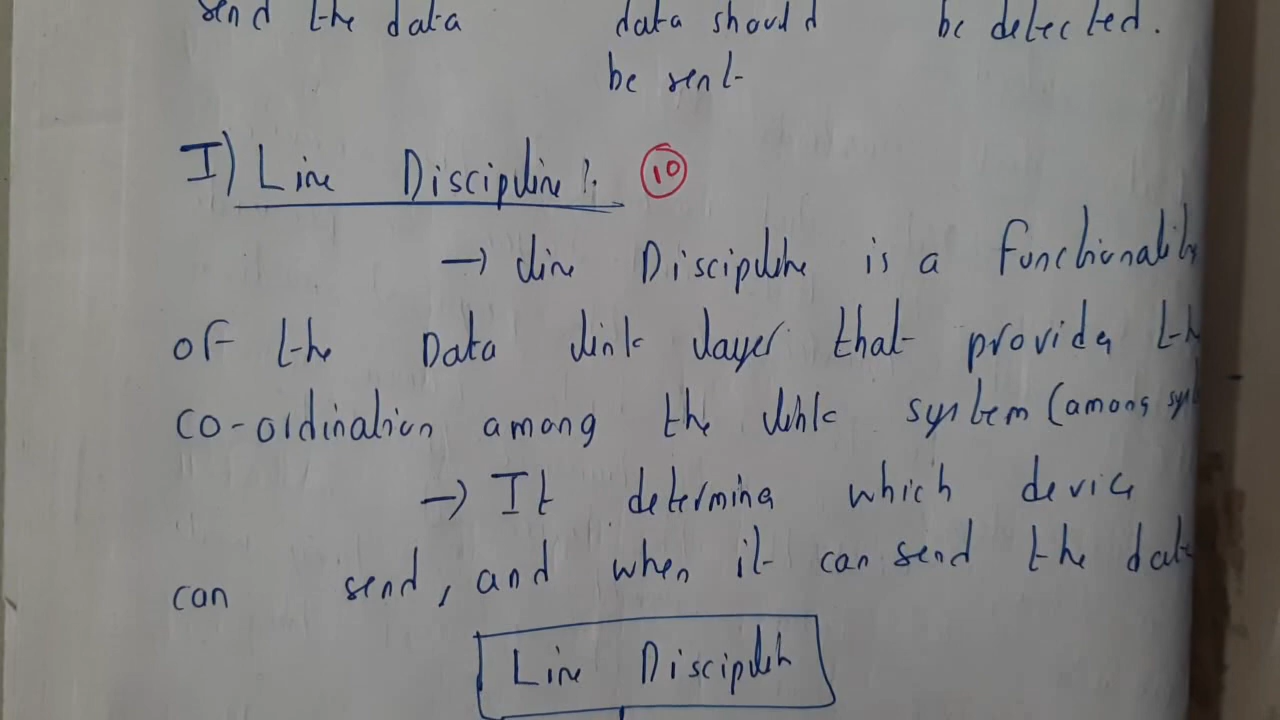 send the data data should be detected.
be sent
I) Line Discipline:. 10
→ Line Discipline is a Functionality
of the Data Link Layer that provides the
co-ordination among the Link system (among sys
→ It determines which device
can send, and when it can send the data
Line Discipline